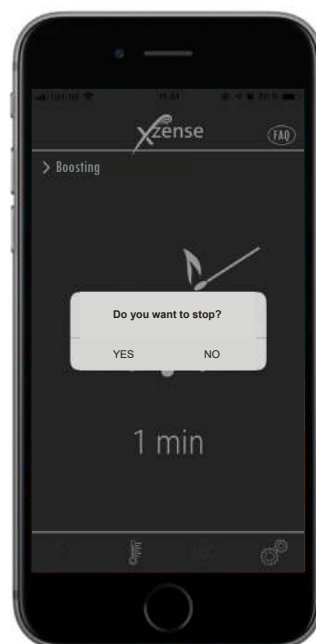 xzense
FAQ
> Boosting
Do you want to stop?
YES NO
1 min